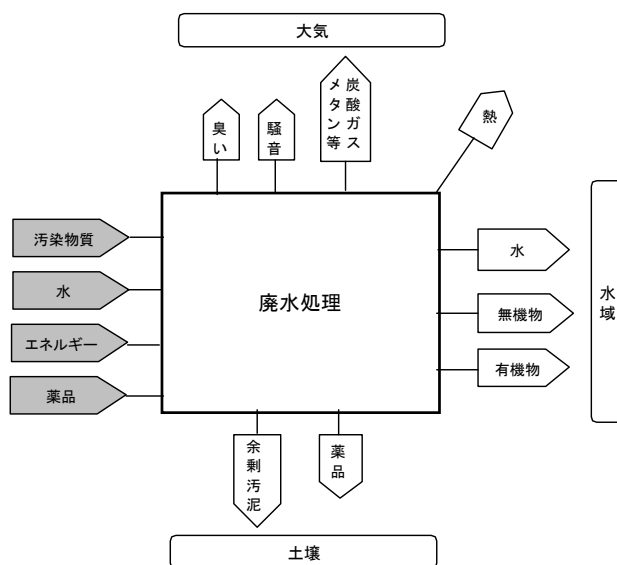 大気
臭い
騒音
炭酸ガス
メタン等
熱
汚染物質
水
エネルギー
薬品
廃水処理
水
無機物
有機物
水域
余剰汚泥
薬品
土壌